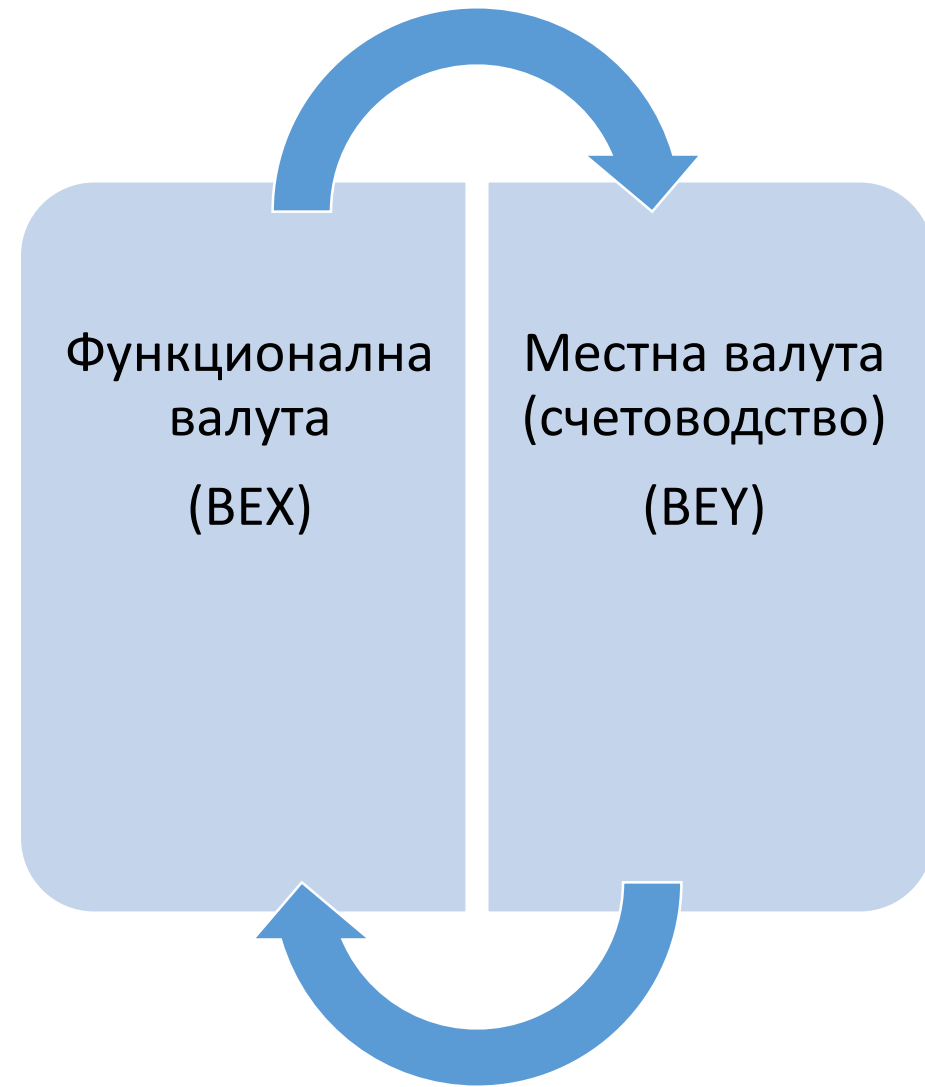 Функционална
валута
(BEX)
Местна валута
(счетоводство)
(BEY)